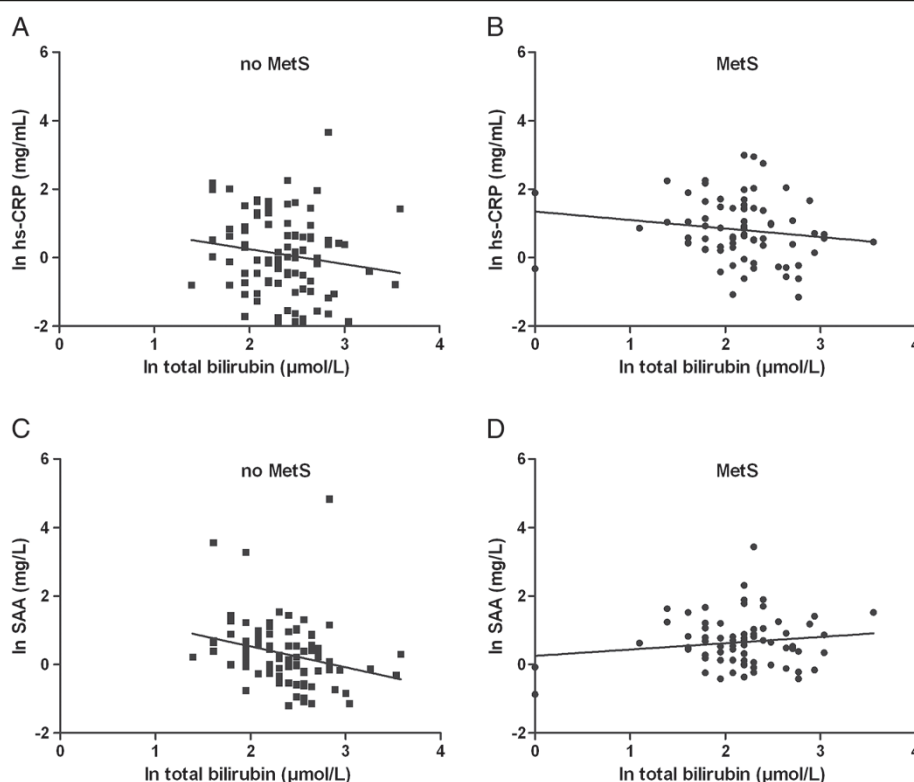 A
no MetS
ln hs-CRP (mg/mL)
6
4
2
0
-2
0 1 2 3 4
ln total bilirubin (µmol/L)
B
MetS
ln hs-CRP (mg/mL)
6
4
2
0
-2
0 1 2 3 4
ln total bilirubin (µmol/L)
C
no MetS
ln SAA (mg/L)
6
4
2
0
-2
0 1 2 3 4
ln total bilirubin (µmol/L)
D
MetS
ln SAA (mg/L)
6
4
2
0
-2
0 1 2 3 4
ln total bilirubin (µmol/L)